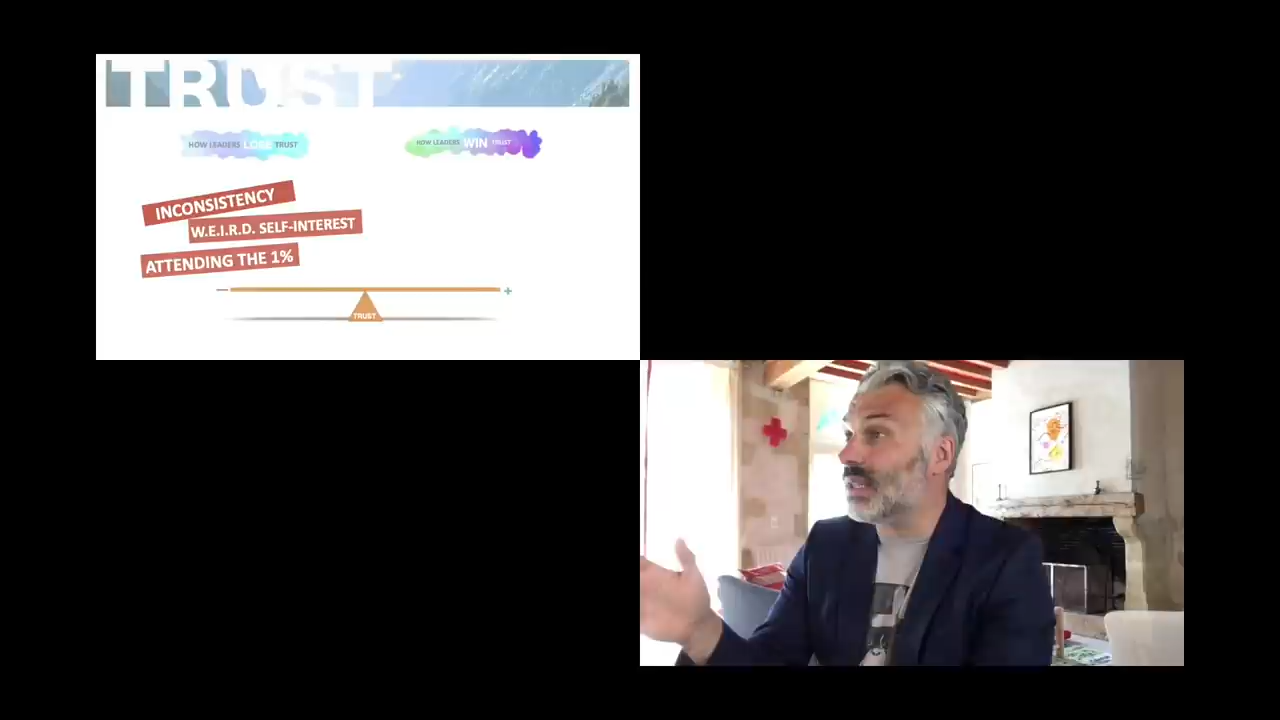 TRUST
HOW LEADERS LOSE TRUST
HOW LEADERS WIN TRUST
INCONSISTENCY
W.E.I.R.D. SELF-INTEREST
ATTENDING THE 1%
− +
TRUST